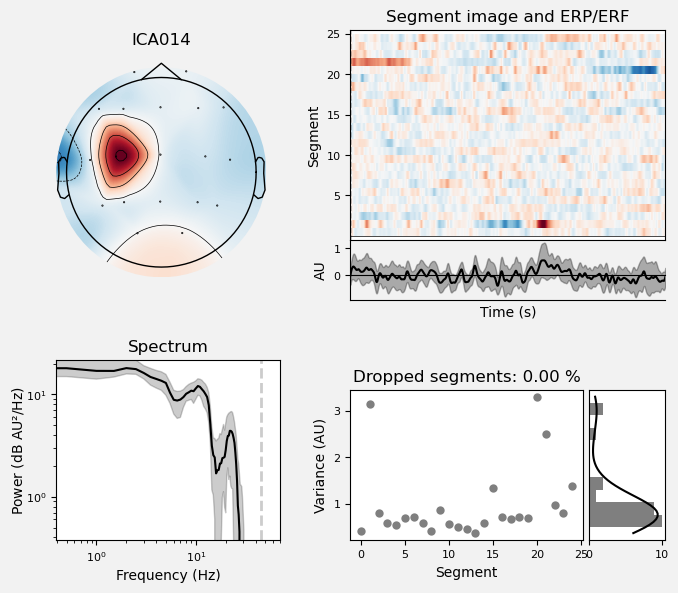 ICA014
Segment image and ERP/ERF
25
20
15
10
5
Segment
1
0
AU
Time (s)
Spectrum
10¹
10⁰
Power (dB AU²/Hz)
10⁰
10¹
Frequency (Hz)
Dropped segments: 0.00 %
3
2
1
Variance (AU)
0
5
10
15
20
25
0
10
Segment